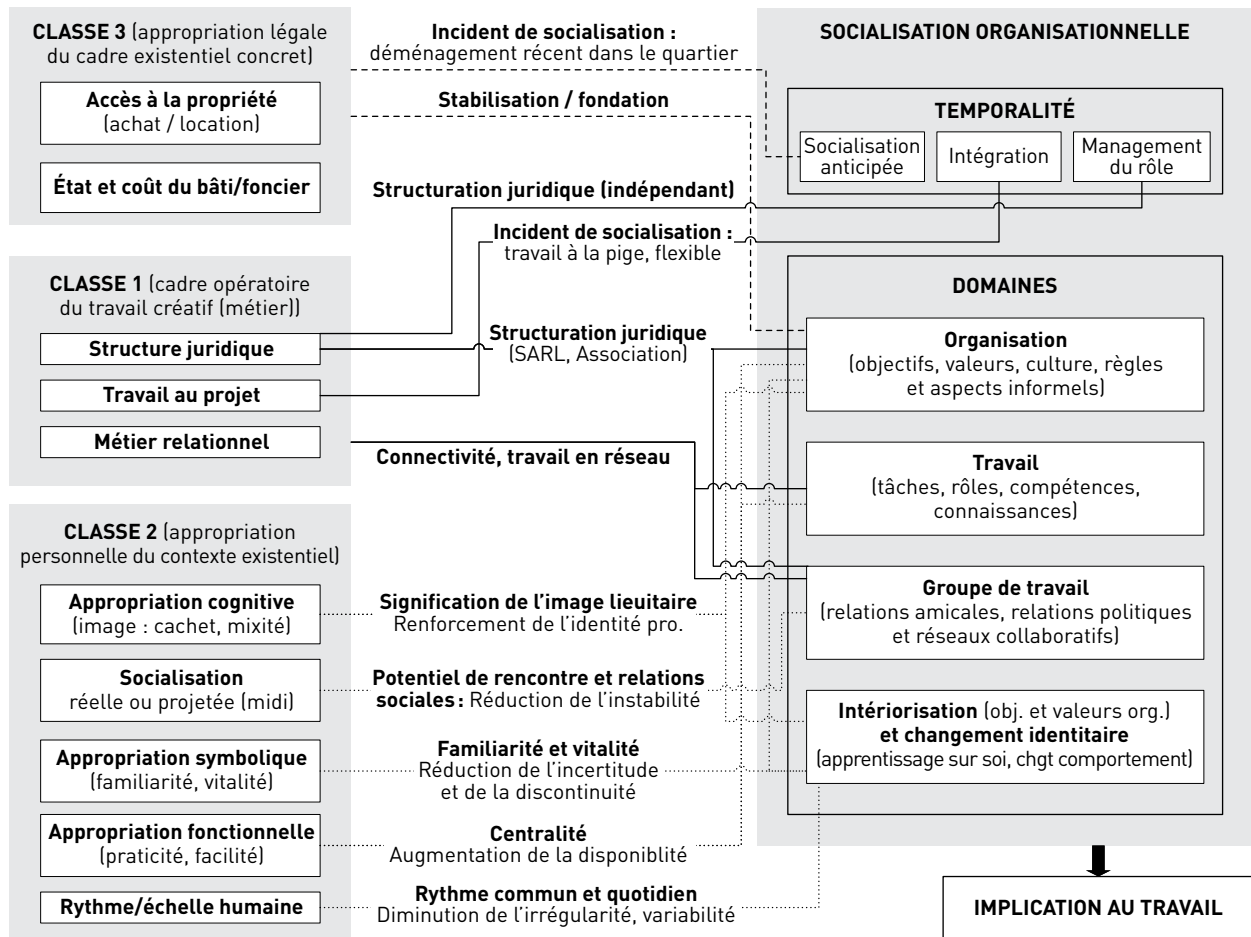 CLASSE 3 (appropriation légale
du cadre existentiel concret)
Accès à la propriété
(achat / location)
État et coût du bâti/foncier
CLASSE 1 (cadre opératoire
du travail créatif (métier))
Structure juridique
Travail au projet
Métier relationnel
CLASSE 2 (appropriation
personnelle du contexte existentiel)
Appropriation cognitive
(image : cachet, mixité)
Socialisation
réelle ou projetée (midi)
Appropriation symbolique
(familiarité, vitalité)
Appropriation fonctionnelle
(praticité, facilité)
Rythme/échelle humaine
Incident de socialisation :
déménagement récent dans le quartier
Stabilisation / fondation
Structuration juridique (indépendant)
Incident de socialisation :
travail à la pige, flexible
Structuration juridique
(SARL, Association)
Connectivité, travail en réseau
Signification de l'image lieuitaire
Renforcement de l'identité pro.
Potentiel de rencontre et relations
sociales : Réduction de l'instabilité
Familiarité et vitalité
Réduction de l'incertitude
et de la discontinuité
Centralité
Augmentation de la disponiblité
Rythme commun et quotidien
Diminution de l'irrégularité, variabilité
SOCIALISATION ORGANISATIONNELLE
TEMPORALITÉ
Socialisation
anticipée
Intégration
Management
du rôle
DOMAINES
Organisation
(objectifs, valeurs, culture, règles
et aspects informels)
Travail
(tâches, rôles, compétences,
connaissances)
Groupe de travail
(relations amicales, relations politiques
et réseaux collaboratifs)
Intériorisation (obj. et valeurs org.)
et changement identitaire
(apprentissage sur soi, chgt comportement)
IMPLICATION AU TRAVAIL